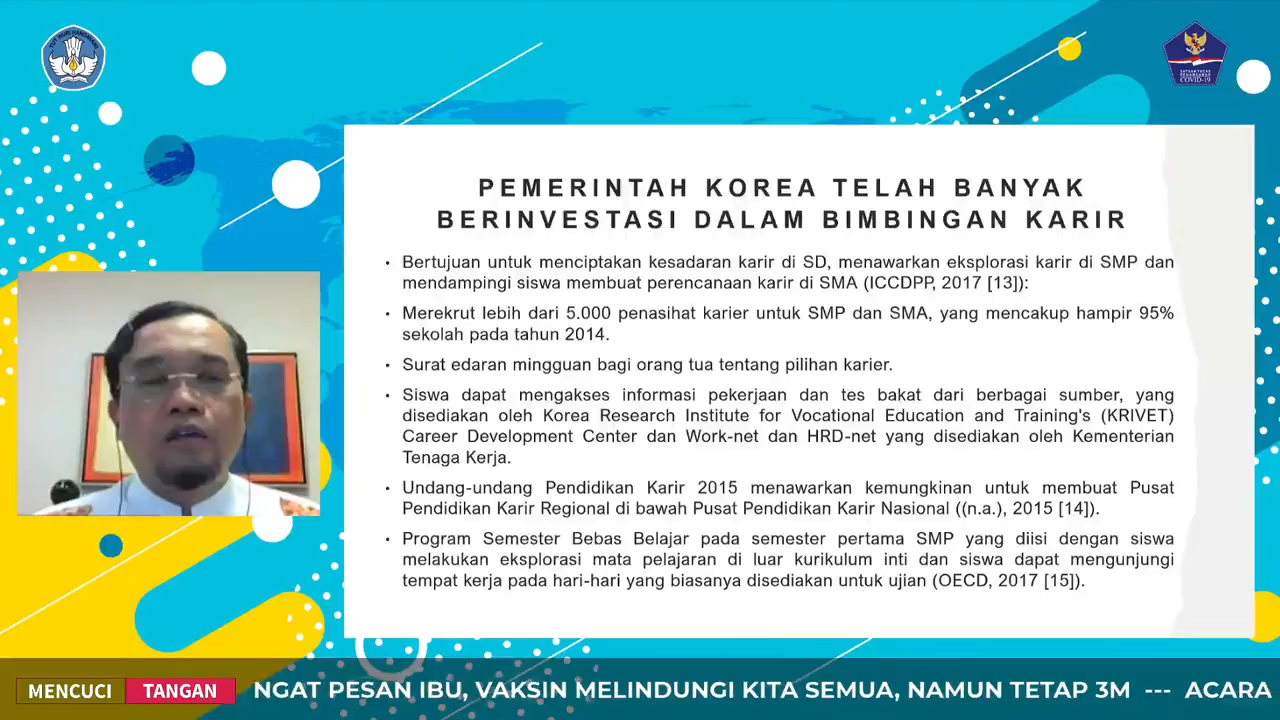 TUT WURI HANDAYANI
SATGAS PENANGANAN
COVID-19
PEMERINTAH KOREA TELAH BANYAK
BERINVESTASI DALAM BIMBINGAN KARIR
• Bertujuan untuk menciptakan kesadaran karir di SD, menawarkan eksplorasi karir di SMP dan
mendampingi siswa membuat perencanaan karir di SMA (ICCDPP, 2017 [13]):
• Merekrut lebih dari 5.000 penasihat karier untuk SMP dan SMA, yang mencakup hampir 95%
sekolah pada tahun 2014.
• Surat edaran mingguan bagi orang tua tentang pilihan karier.
• Siswa dapat mengakses informasi pekerjaan dan tes bakat dari berbagai sumber, yang
disediakan oleh Korea Research Institute for Vocational Education and Training's (KRIVET)
Career Development Center dan Work-net dan HRD-net yang disediakan oleh Kementerian
Tenaga Kerja.
• Undang-undang Pendidikan Karir 2015 menawarkan kemungkinan untuk membuat Pusat
Pendidikan Karir Regional di bawah Pusat Pendidikan Karir Nasional ((n.a.), 2015 [14]).
• Program Semester Bebas Belajar pada semester pertama SMP yang diisi dengan siswa
melakukan eksplorasi mata pelajaran di luar kurikulum inti dan siswa dapat mengunjungi
tempat kerja pada hari-hari yang biasanya disediakan untuk ujian (OECD, 2017 [15]).
MENCUCI TANGAN NGAT PESAN IBU, VAKSIN MELINDUNGI KITA SEMUA, NAMUN TETAP 3M --- ACARA